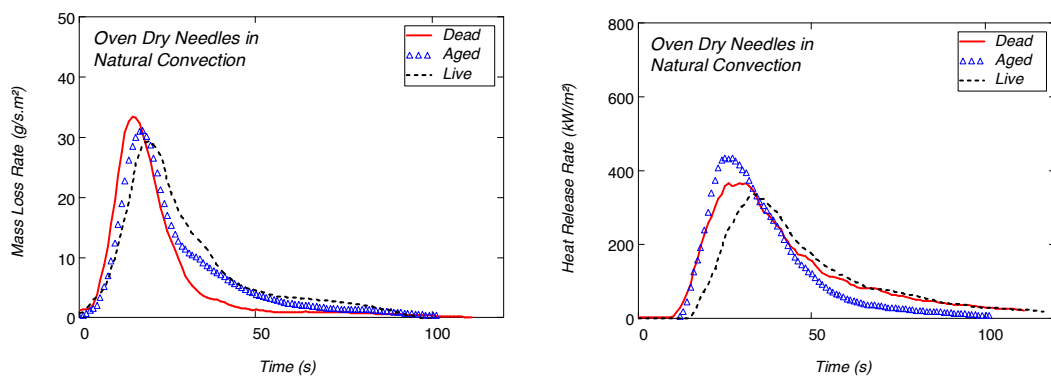 50
40
30
20
10
0
Mass Loss Rate (g/s.m²)
Oven Dry Needles in
Natural Convection
Dead
Aged
Live
0
50
100
Time (s)
800
600
400
200
0
Heat Release Rate (kW/m²)
Oven Dry Needles in
Natural Convection
Dead
Aged
Live
0
50
100
Time (s)